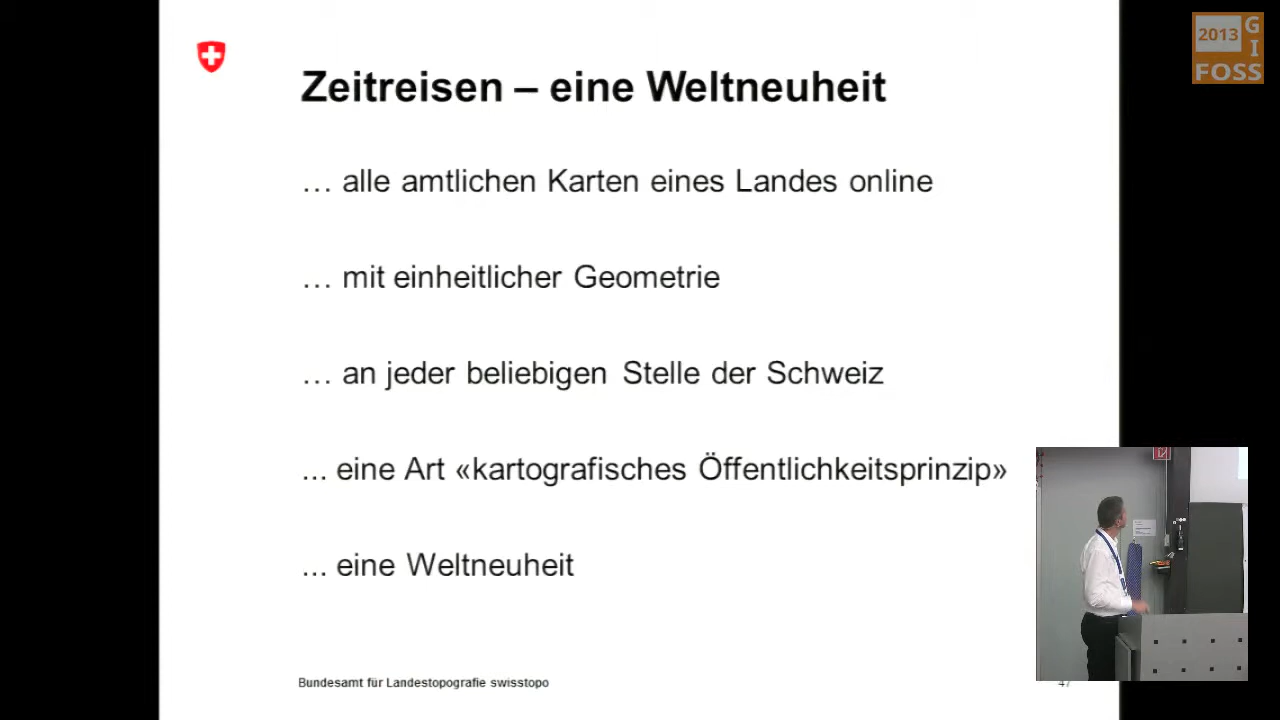 2013
G
I
FOSS
Zeitreisen – eine Weltneuheit
… alle amtlichen Karten eines Landes online
… mit einheitlicher Geometrie
… an jeder beliebigen Stelle der Schweiz
... eine Art «kartografisches Öffentlichkeitsprinzip»
... eine Weltneuheit
Bundesamt für Landestopografie swisstopo
47